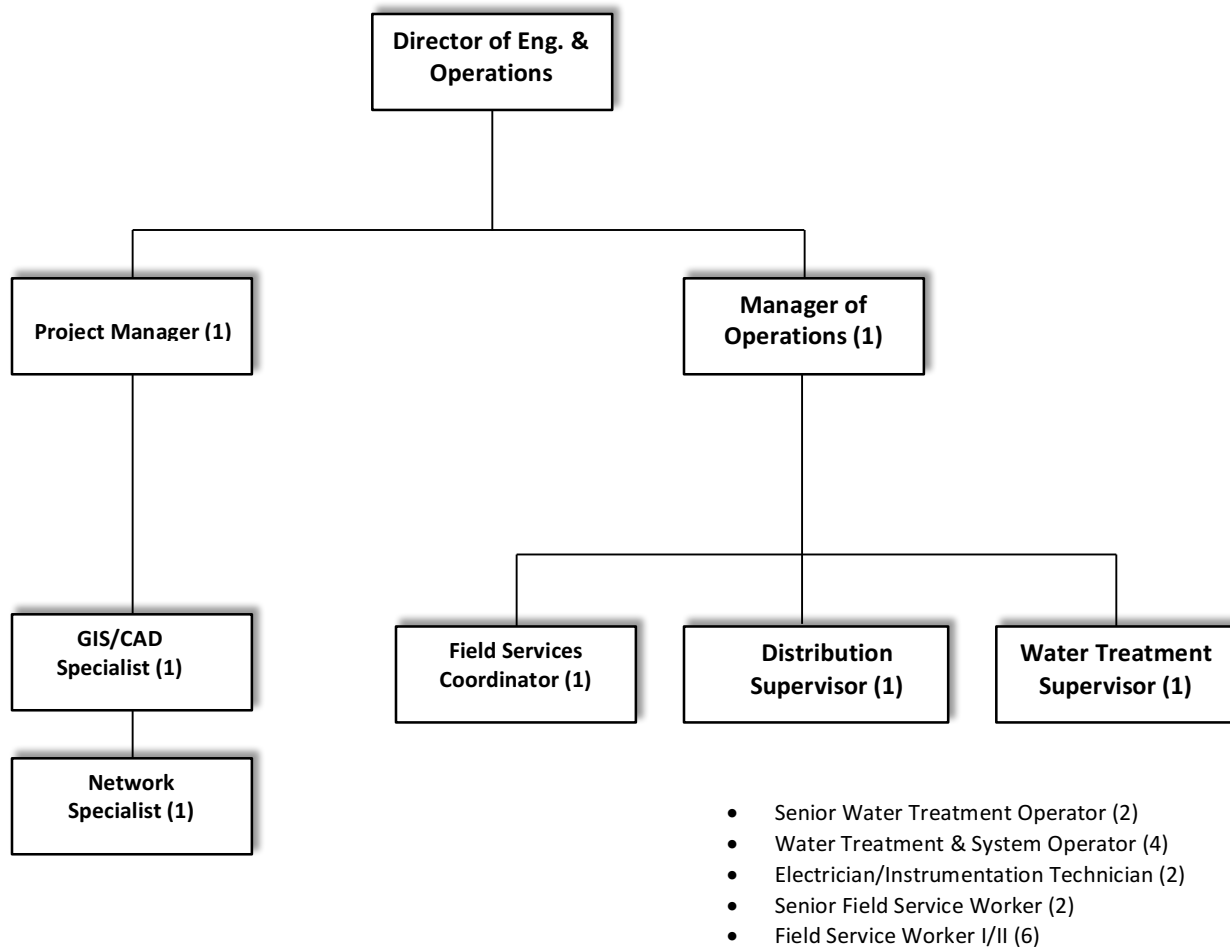 Director of Eng. &
Operations
Project Manager (1)
Manager of
Operations (1)
GIS/CAD
Specialist (1)
Field Services
Coordinator (1)
Distribution
Supervisor (1)
Water Treatment
Supervisor (1)
Network
Specialist (1)
• Senior Water Treatment Operator (2)
• Water Treatment & System Operator (4)
• Electrician/Instrumentation Technician (2)
• Senior Field Service Worker (2)
• Field Service Worker I/II (6)